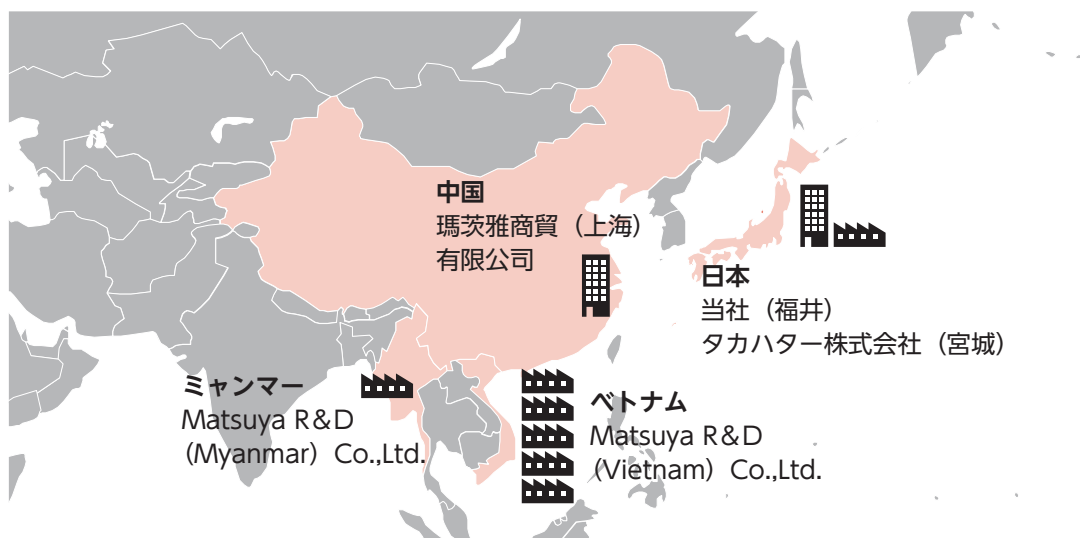 中国
瑪茨雅商貿（上海）
有限公司
日本
当社（福井）
タカハター株式会社（宮城）
ミャンマー
Matsuya R&D
（Myanmar）Co.,Ltd.
ベトナム
Matsuya R&D
（Vietnam）Co.,Ltd.